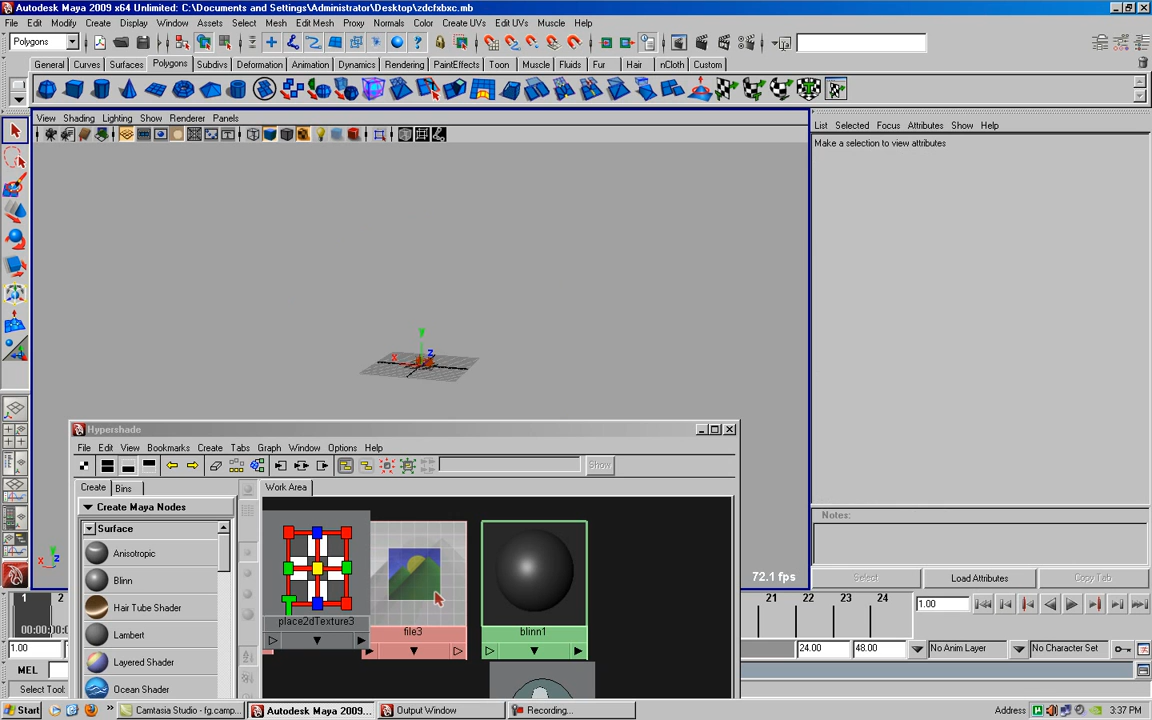 Autodesk Maya 2009 x64 Unlimited: C:\Documents and Settings\Administrator\Desktop\zdcfxbxc.mb
File Edit Modify Create Display Window Assets Select Mesh Edit Mesh Proxy Normals Color Create UVs Edit UVs Muscle Help
Polygons
General Curves Surfaces Polygons Subdivs Deformation Animation Dynamics Rendering PaintEffects Toon Muscle Fluids Fur Hair nCloth Custom
View Shading Lighting Show Renderer Panels
List Selected Focus Attributes Show Help
Make a selection to view attributes
y
x z
Hypershade
File Edit View Bookmarks Create Tabs Graph Window Options Help
Show
Create Bins
Work Area
Create Maya Nodes
Surface
Anisotropic
Blinn
Hair Tube Shader
Lambert
Layered Shader
Ocean Shader
place2dTexture3
file3
blinn1
72.1 fps
Notes:
Select Load Attributes Copy Tab
1 2
21 22 23 24
1.00
1.00
24.00 48.00 No Anim Layer No Character Set
MEL
Select Tool:
Start Camtasia Studio - fg.camp... Autodesk Maya 2009... Output Window Recording... Address 3:37 PM